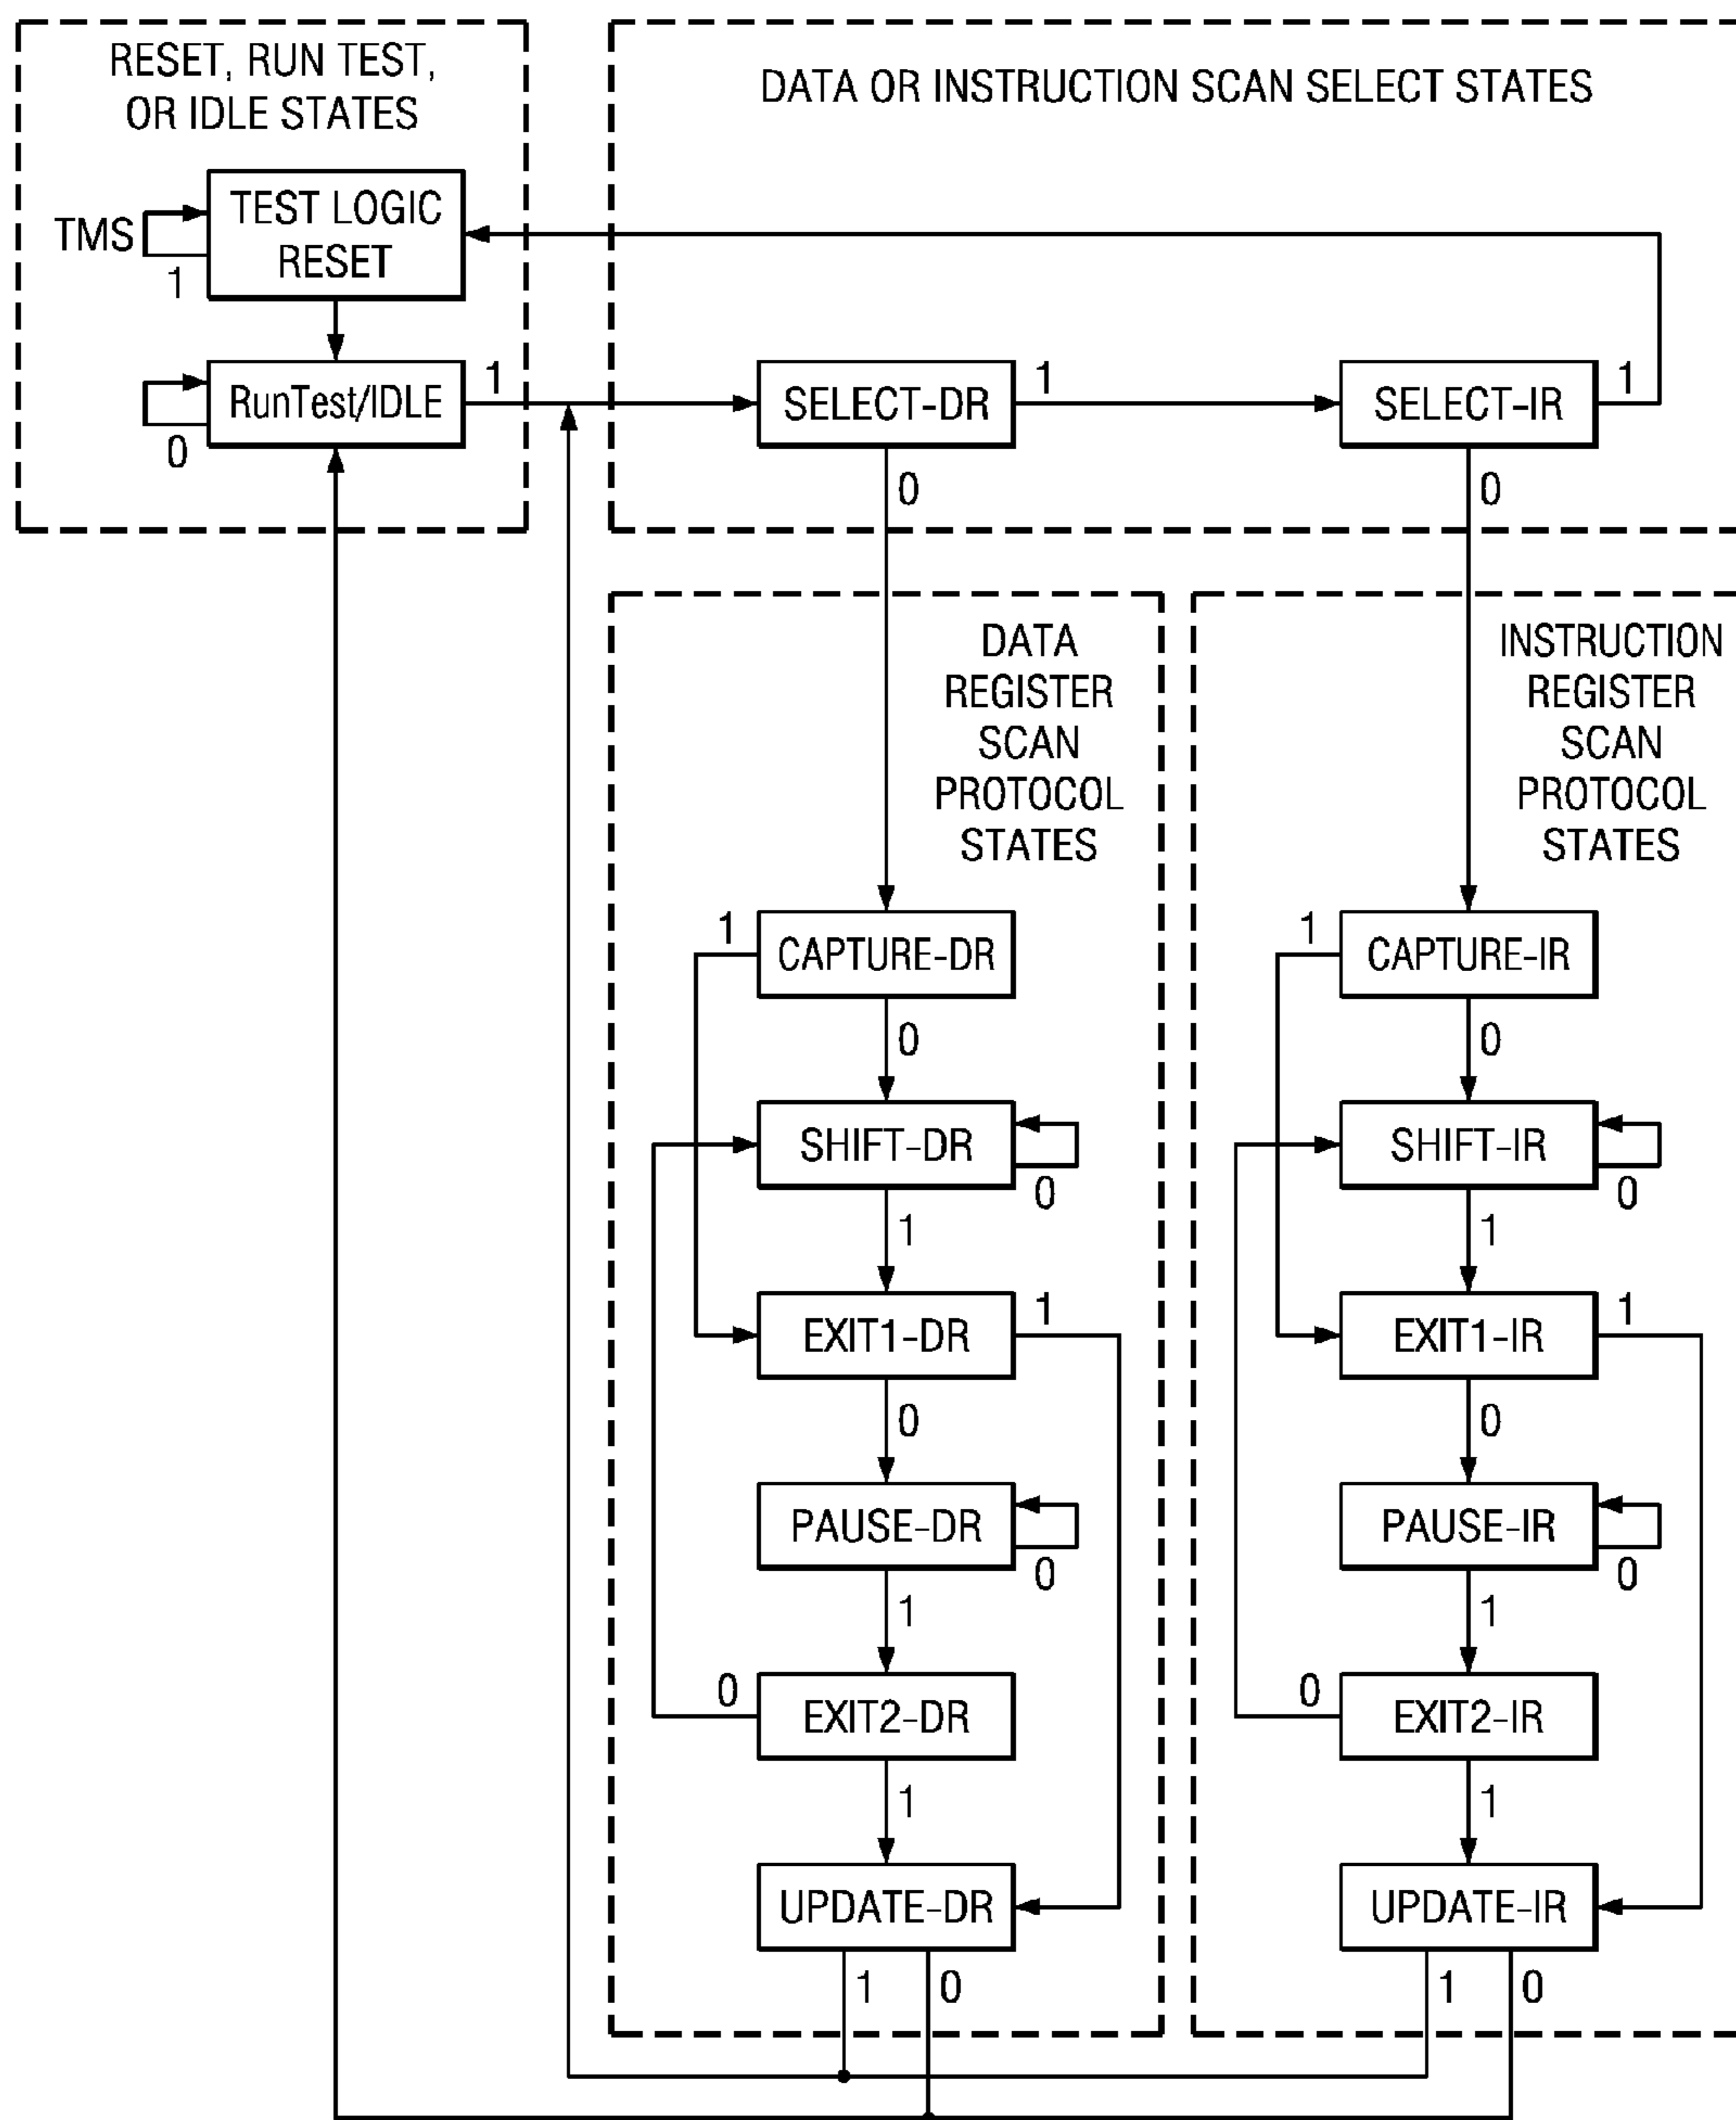 RESET, RUN TEST,
OR IDLE STATES
DATA OR INSTRUCTION SCAN SELECT STATES
TMS
TEST LOGIC
RESET
1
RunTest/IDLE
1
0
SELECT-DR
1
0
SELECT-IR
1
0
DATA
REGISTER
SCAN
PROTOCOL
STATES
1
CAPTURE-DR
0
SHIFT-DR
0
1
EXIT1-DR
1
0
PAUSE-DR
0
1
0
EXIT2-DR
1
UPDATE-DR
1
0
INSTRUCTION
REGISTER
SCAN
PROTOCOL
STATES
1
CAPTURE-IR
0
SHIFT-IR
0
1
EXIT1-IR
1
0
PAUSE-IR
0
1
0
EXIT2-IR
1
UPDATE-IR
1
0